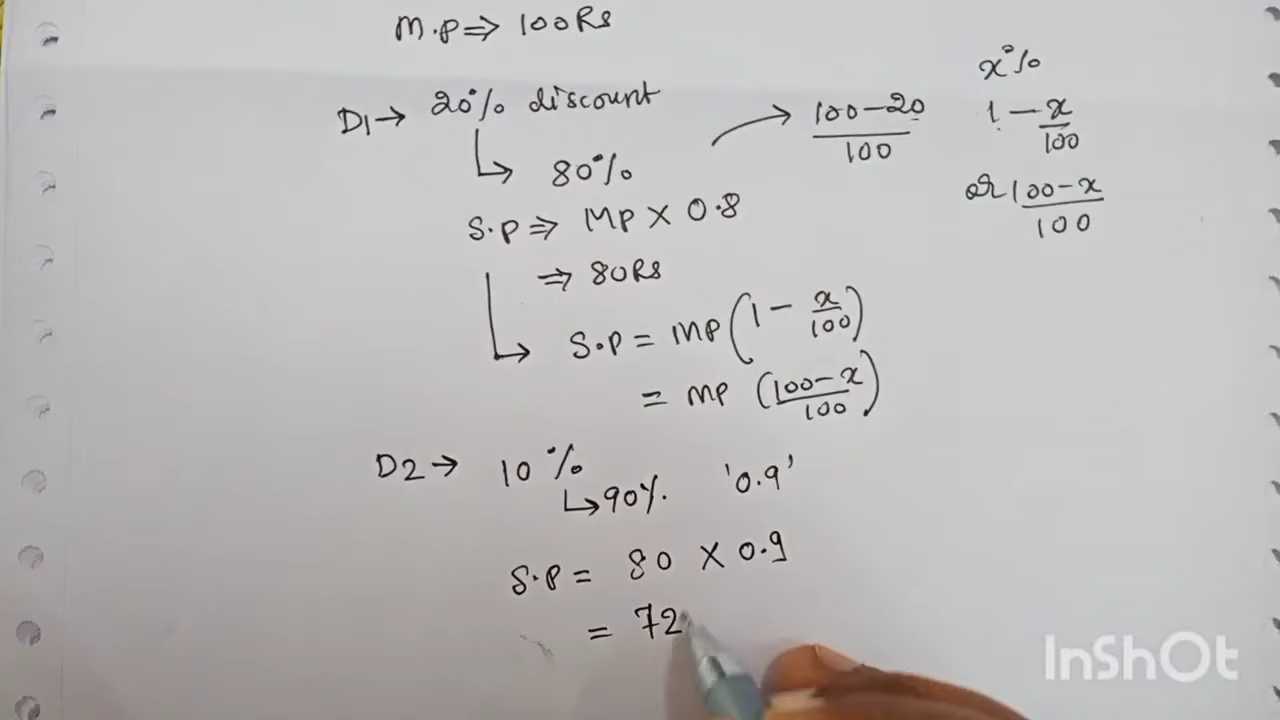 M.P ⇒ 100RS
D1 → 20% discount
↳ 80%
→ 100-20/100
x%
1 - x/100
or 100-x/100
S.P ⇒ MP X 0.8
⇒ 80RS
S.P = MP(1 - x/100)
= MP (100-x/100)
D2 → 10%
↳ 90%. '0.9'
S.P = 80 X 0.9
= 72
InShOt